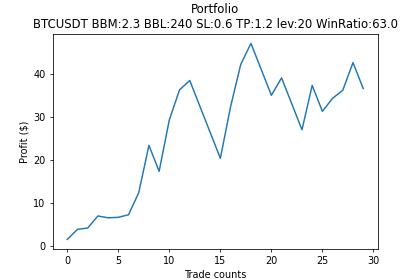 Portfolio
BTCUSDT BBM:2.3 BBL:240 SL:0.6 TP:1.2 lev:20 WinRatio:63.0
40
30
20
10
0
Profit ($)
0 5 10 15 20 25 30
Trade counts